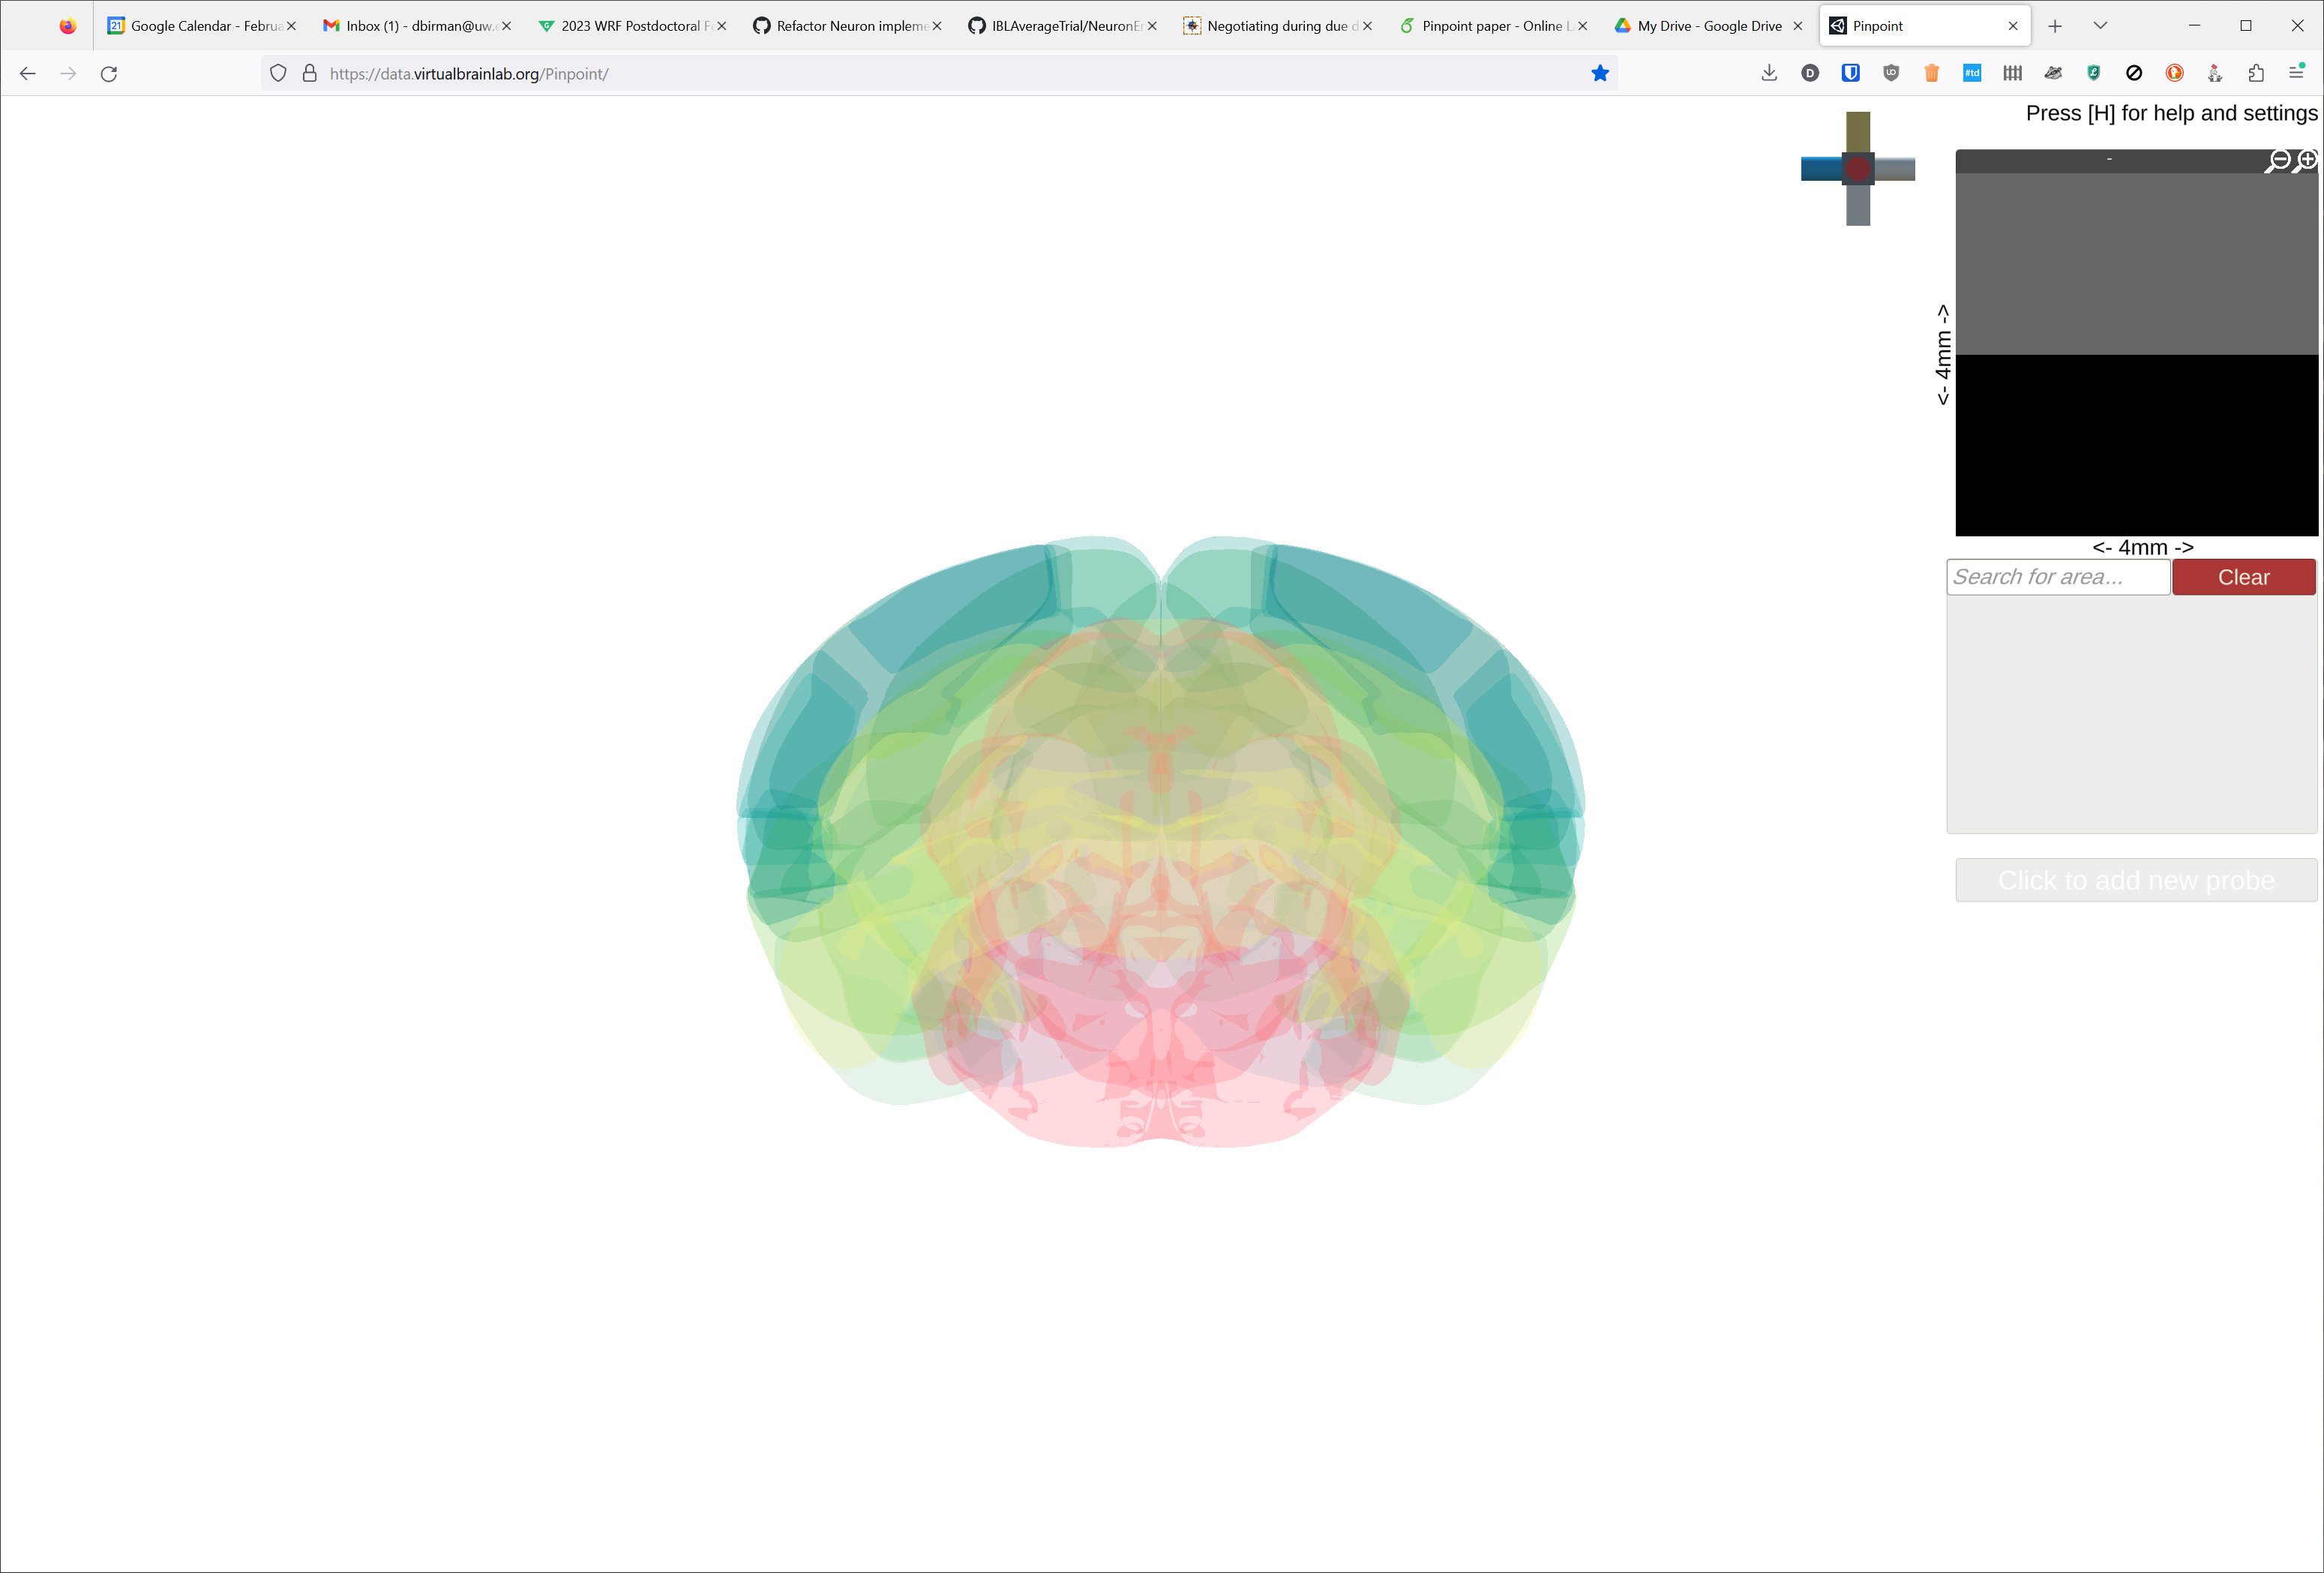 21 Google Calendar - Februa
Inbox (1) - dbirman@uw.
2023 WRF Postdoctoral F
Refactor Neuron impleme
IBLAverageTrial/NeuronE
Negotiating during due d
Pinpoint paper - Online L
My Drive - Google Drive
Pinpoint
https://data.virtualbrainlab.org/Pinpoint/
D
#td
Press [H] for help and settings
-
<- 4mm ->
<- 4mm ->
Search for area...
Clear
Click to add new probe